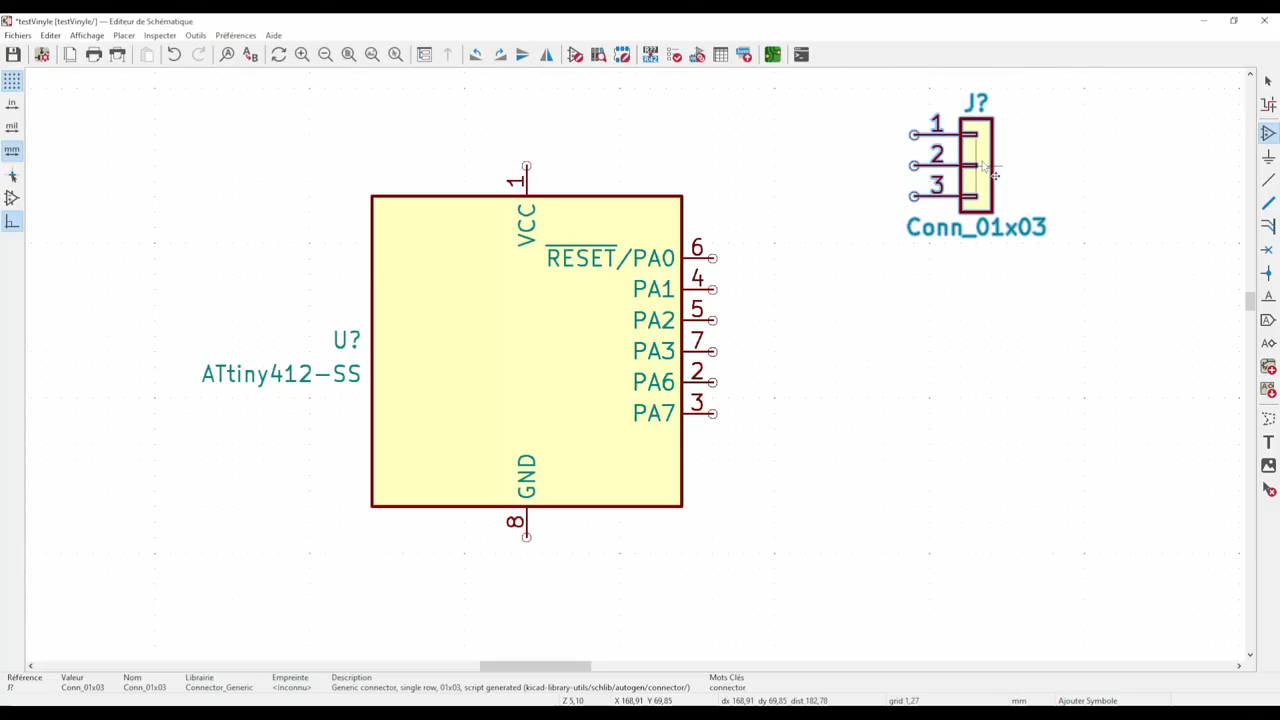 *testVinyle [testVinyle/] — Editeur de Schématique
Fichiers Editer Affichage Placer Inspecter Outils Préférences Aide
in
mil
mm
J?
1
2
3
Conn_01x03
1
VCC
RESET/PA0 6
PA1 4
PA2 5
PA3 7
PA6 2
PA7 3
U?
ATtiny412-SS
GND
8
Référence Valeur Nom Librairie Empreinte Description Mots Clés
J? Conn_01x03 Conn_01x03 Connector_Generic <Inconnu> Generic connector, single row, 01x03, script generated (kicad-library-utils/schlib/autogen/connector/) connector
Z 5,10 X 168,91 Y 69,85 dx 168,91 dy 69,85 dist 182,78 grid 1,27 mm Ajouter Symbole